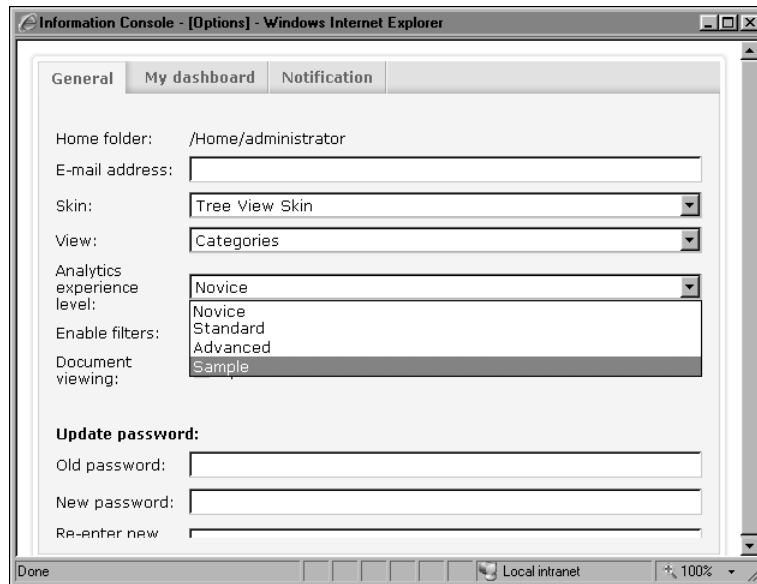 Information Console - [Options] - Windows Internet Explorer
General
My dashboard
Notification
Home folder:
/Home/administrator
E-mail address:
Skin:
Tree View Skin
View:
Categories
Analytics
experience
level:
Novice
Novice
Standard
Advanced
Sample
Enable filters:
Document
viewing:
Update password:
Old password:
New password:
Re-enter new
Done
Local intranet
100%